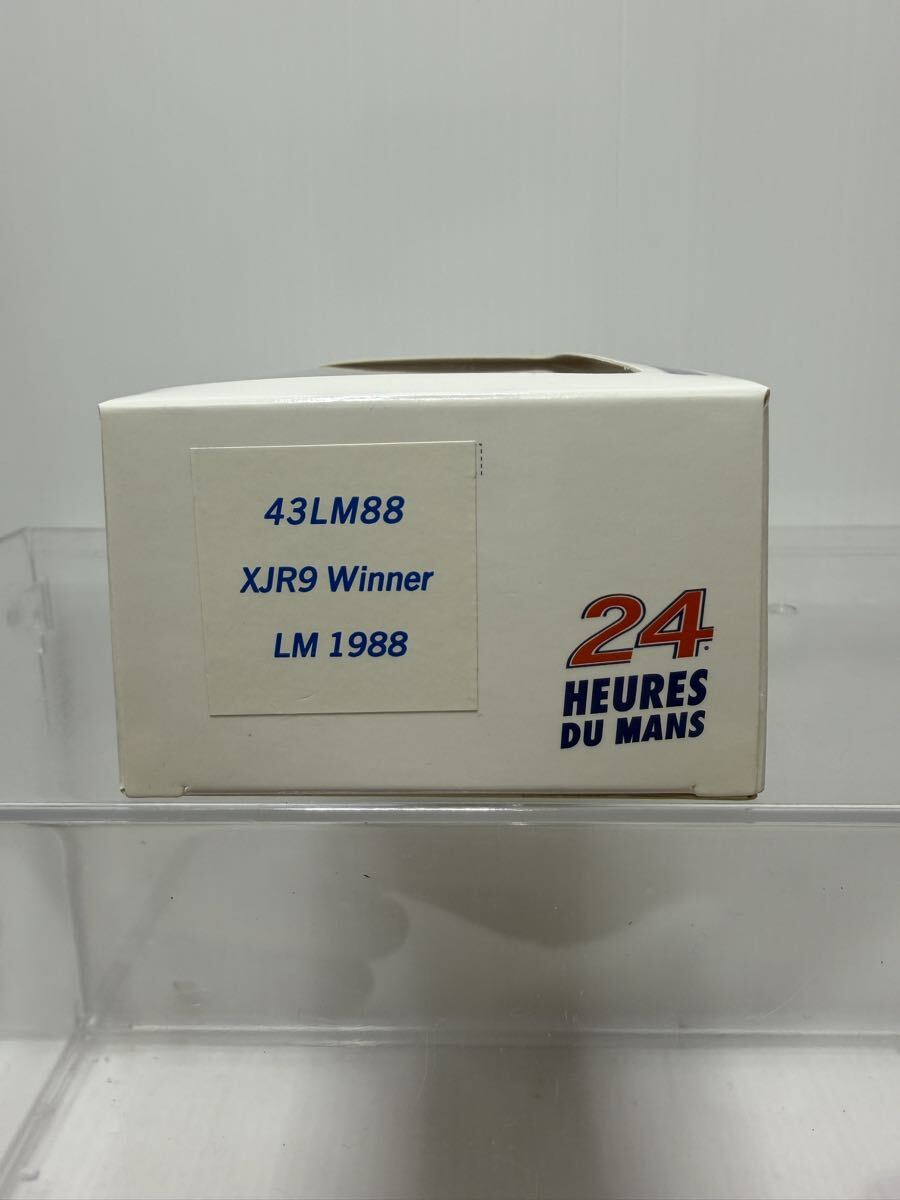 43LM88
XJR9 Winner
LM 1988
24
HEURES
DU MANS